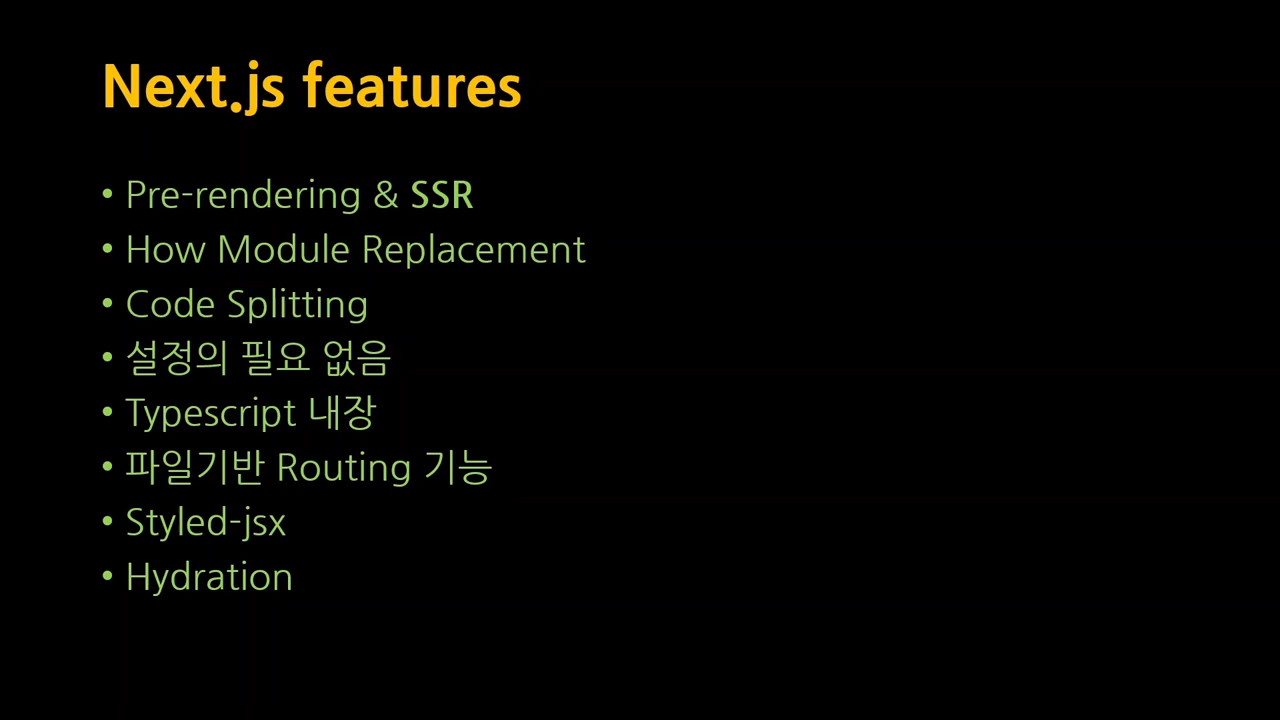 Next.js features
• Pre-rendering & SSR
• How Module Replacement
• Code Splitting
• 설정의 필요 없음
• Typescript 내장
• 파일기반 Routing 기능
• Styled-jsx
• Hydration